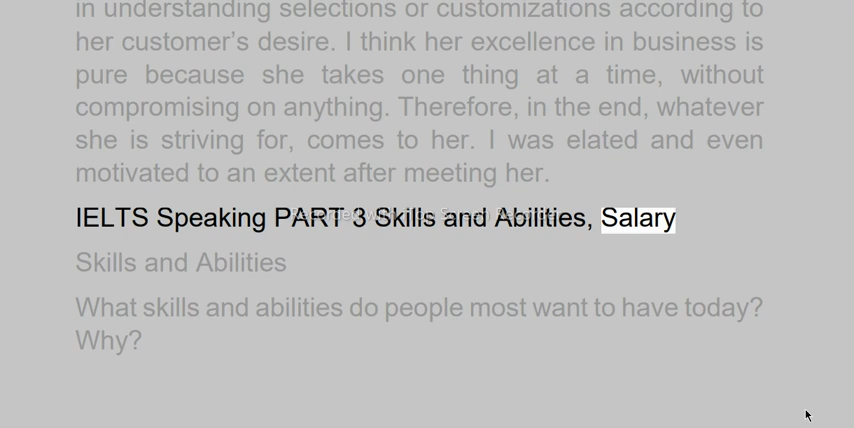 in understanding selections or customizations according to
her customer’s desire. I think her excellence in business is
pure because she takes one thing at a time, without
compromising on anything. Therefore, in the end, whatever
she is striving for, comes to her. I was elated and even
motivated to an extent after meeting her.
IELTS Speaking PART 3 Skills and Abilities, Salary
Skills and Abilities
What skills and abilities do people most want to have today?
Why?